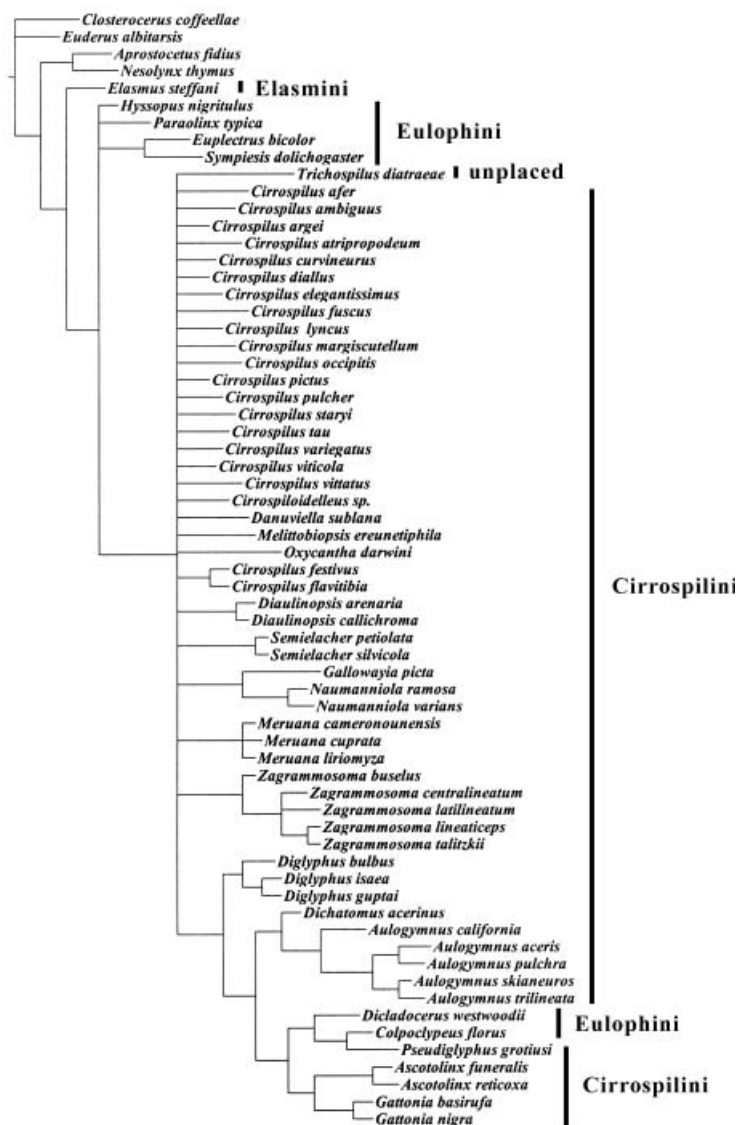 Closterocerus coffeellae
Euderus albitarsis
Aprostocetus fidius
Nesolynx thymus
Elasmus steffani
Elasmini
Hyssopus nigritulus
Paraolinx typica
Eulophini
Euplectrus bicolor
Sympiesis dolichogaster
Trichospilus diatraeae
unplaced
Cirrospilus afer
Cirrospilus ambiguus
Cirrospilus argei
Cirrospilus atripropodeum
Cirrospilus curvineurus
Cirrospilus diallus
Cirrospilus elegantissimus
Cirrospilus fuscus
Cirrospilus lyncus
Cirrospilus margiscutellum
Cirrospilus occipitis
Cirrospilus pictus
Cirrospilus pulcher
Cirrospilus staryi
Cirrospilus tau
Cirrospilus variegatus
Cirrospilus viticola
Cirrospilus vittatus
Cirrospiloidelleus sp.
Danuviella sublana
Melittobiopsis ereunetiphila
Oxycantha darwini
Cirrospilus festivus
Cirrospilus flavitibia
Cirrospilini
Diaulinopsis arenaria
Diaulinopsis callichroma
Semielacher petiolata
Semielacher silvicola
Gallowayia picta
Naumanniola ramosa
Naumanniola varians
Meruana cameronounensis
Meruana cuprata
Meruana liriomyza
Zagrammosoma buselus
Zagrammosoma centralineatum
Zagrammosoma latilineatum
Zagrammosoma lineaticeps
Zagrammosoma talitzkii
Diglyphus bulbus
Diglyphus isaea
Diglyphus guptai
Dichatomus acerinus
Aulogymnus california
Aulogymnus aceris
Aulogymnus pulchra
Aulogymnus skianeuros
Aulogymnus trilineata
Dicladocerus westwoodii
Eulophini
Colpoclypeus florus
Pseudiglyphus grotiusi
Ascotolinx funeralis
Ascotolinx reticoxa
Cirrospilini
Gattonia basirufa
Gattonia nigra